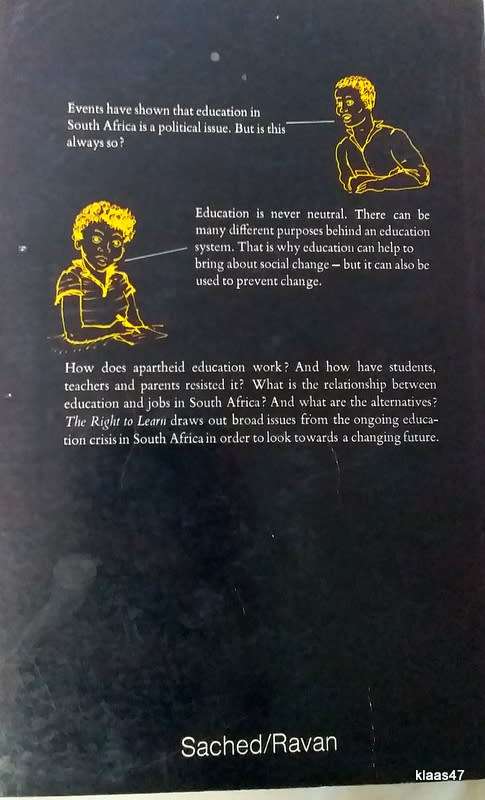 Events have shown that education in
South Africa is a political issue. But is this
always so?
Education is never neutral. There can be
many different purposes behind an education
system. That is why education can help to
bring about social change – but it can also be
used to prevent change.
How does apartheid education work? And how have students,
teachers and parents resisted it? What is the relationship between
education and jobs in South Africa? And what are the alternatives?
The Right to Learn draws out broad issues from the ongoing educa-
tion crisis in South Africa in order to look towards a changing future.
Sached/Ravan
klaas47